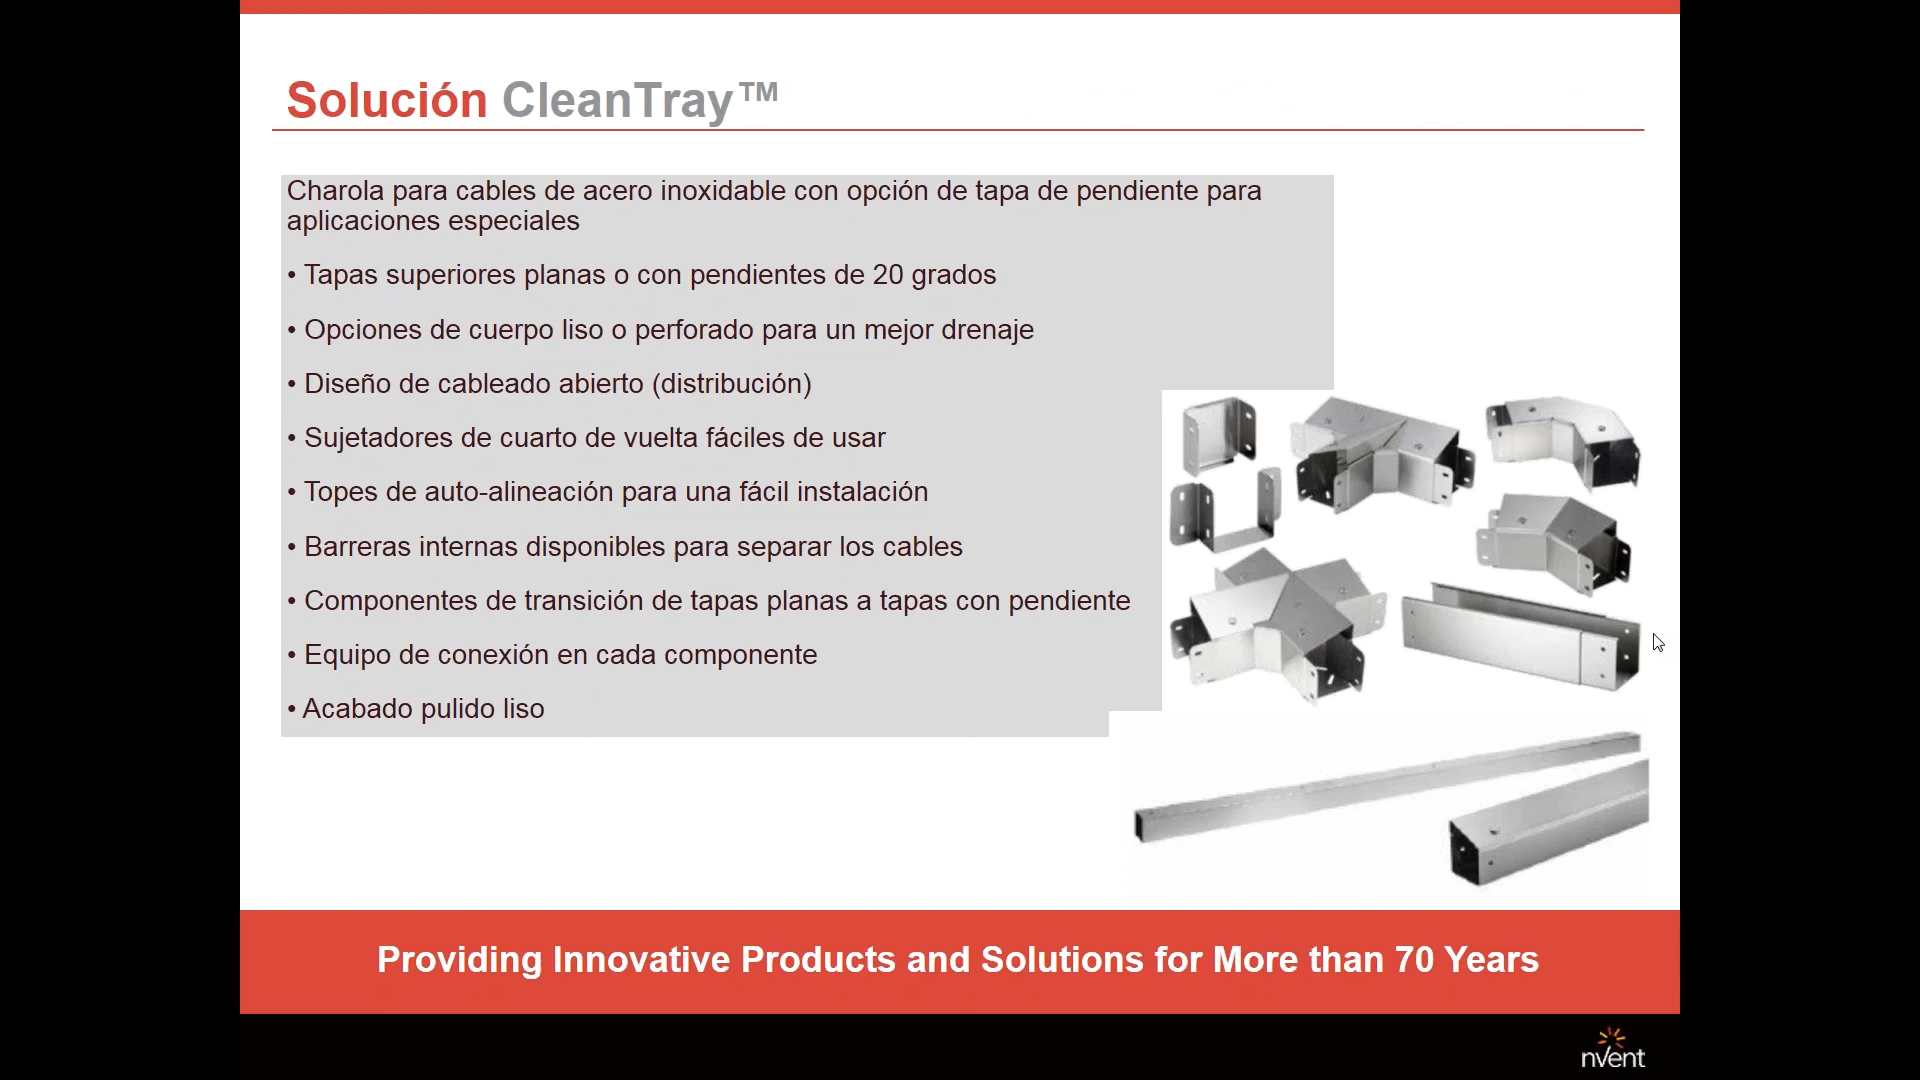 Solución CleanTray™
Charola para cables de acero inoxidable con opción de tapa de pendiente para
aplicaciones especiales
• Tapas superiores planas o con pendientes de 20 grados
• Opciones de cuerpo liso o perforado para un mejor drenaje
• Diseño de cableado abierto (distribución)
• Sujetadores de cuarto de vuelta fáciles de usar
• Topes de auto-alineación para una fácil instalación
• Barreras internas disponibles para separar los cables
• Componentes de transición de tapas planas a tapas con pendiente
• Equipo de conexión en cada componente
• Acabado pulido liso
Providing Innovative Products and Solutions for More than 70 Years
nVent